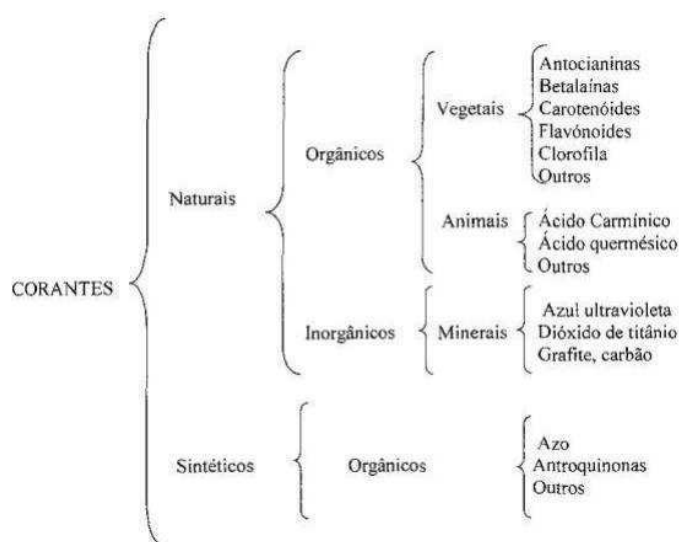 CORANTES
Naturais
Orgânicos
Vegetais
Antocianinas
Betalaínas
Carotenóides
Flavónoides
Clorofila
Outros
Animais
Ácido Carmínico
Ácido quermésico
Outros
Inorgânicos
Minerais
Azul ultravioleta
Dióxido de titânio
Grafite, carbão
Sintéticos
Orgânicos
Azo
Antroquinonas
Outros